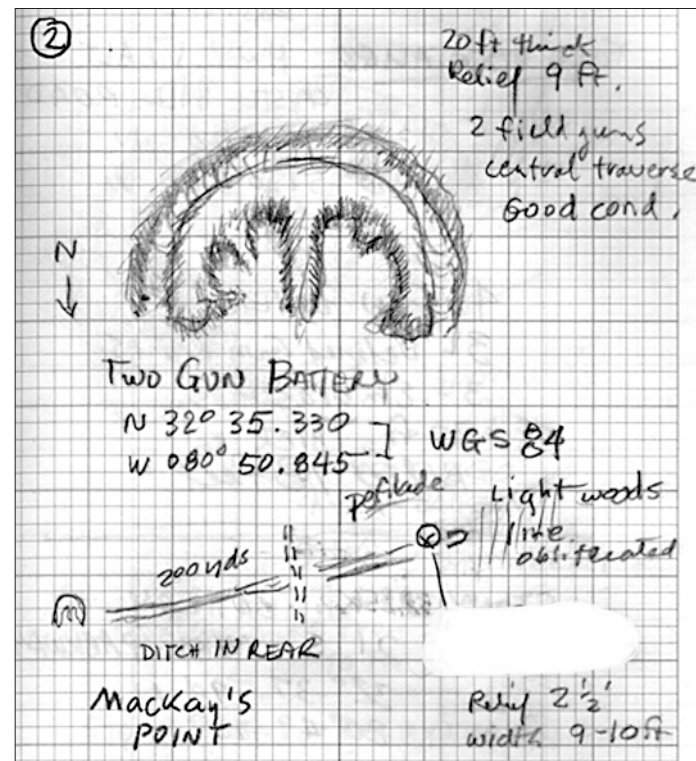 2
20 ft thick
Relief 9 ft.
2 field guns
central traverse
Good cond.
N
TWO GUN BATTERY
N 32° 35.330
W 080° 50.845
WGS 84
Light woods
line
obliterated
200 yds
DITCH IN REAR
MacKay's
POINT
Relief 2 ½'
width 9-10 ft